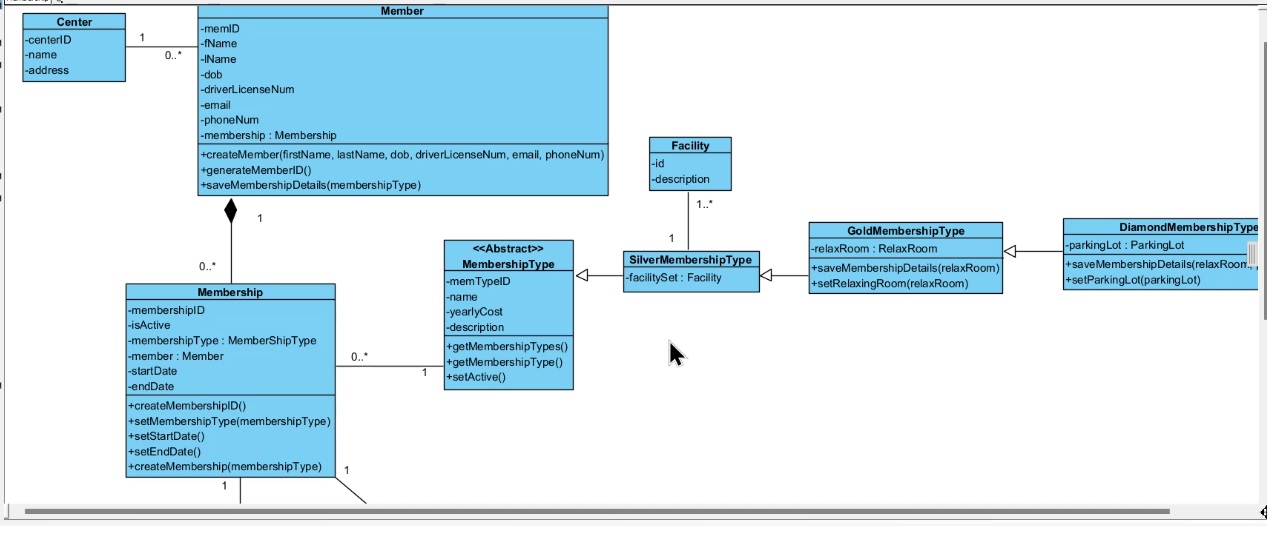 Center
-centerID
-name
-address
1
0..*
Member
-memID
-fName
-lName
-dob
-driverLicenseNum
-email
-phoneNum
-membership : Membership
+createMember(firstName, lastName, dob, driverLicenseNum, email, phoneNum)
+generateMemberID()
+saveMembershipDetails(membershipType)
1
0..*
Membership
-membershipID
-isActive
-membershipType : MemberShipType
-member : Member
-startDate
-endDate
+createMembershipID()
+setMembershipType(membershipType)
+setStartDate()
+setEndDate()
+createMembership(membershipType)
1
1
0..*
1
<<Abstract>>
MembershipType
-memTypeID
-name
-yearlyCost
-description
+getMembershipTypes()
+getMembershipType()
+setActive()
Facility
-id
-description
1..*
1
SilverMembershipType
-facilitySet : Facility
GoldMembershipType
-relaxRoom : RelaxRoom
+saveMembershipDetails(relaxRoom)
+setRelaxingRoom(relaxRoom)
DiamondMembershipType
-parkingLot : ParkingLot
+saveMembershipDetails(relaxRoom,
+setParkingLot(parkingLot)